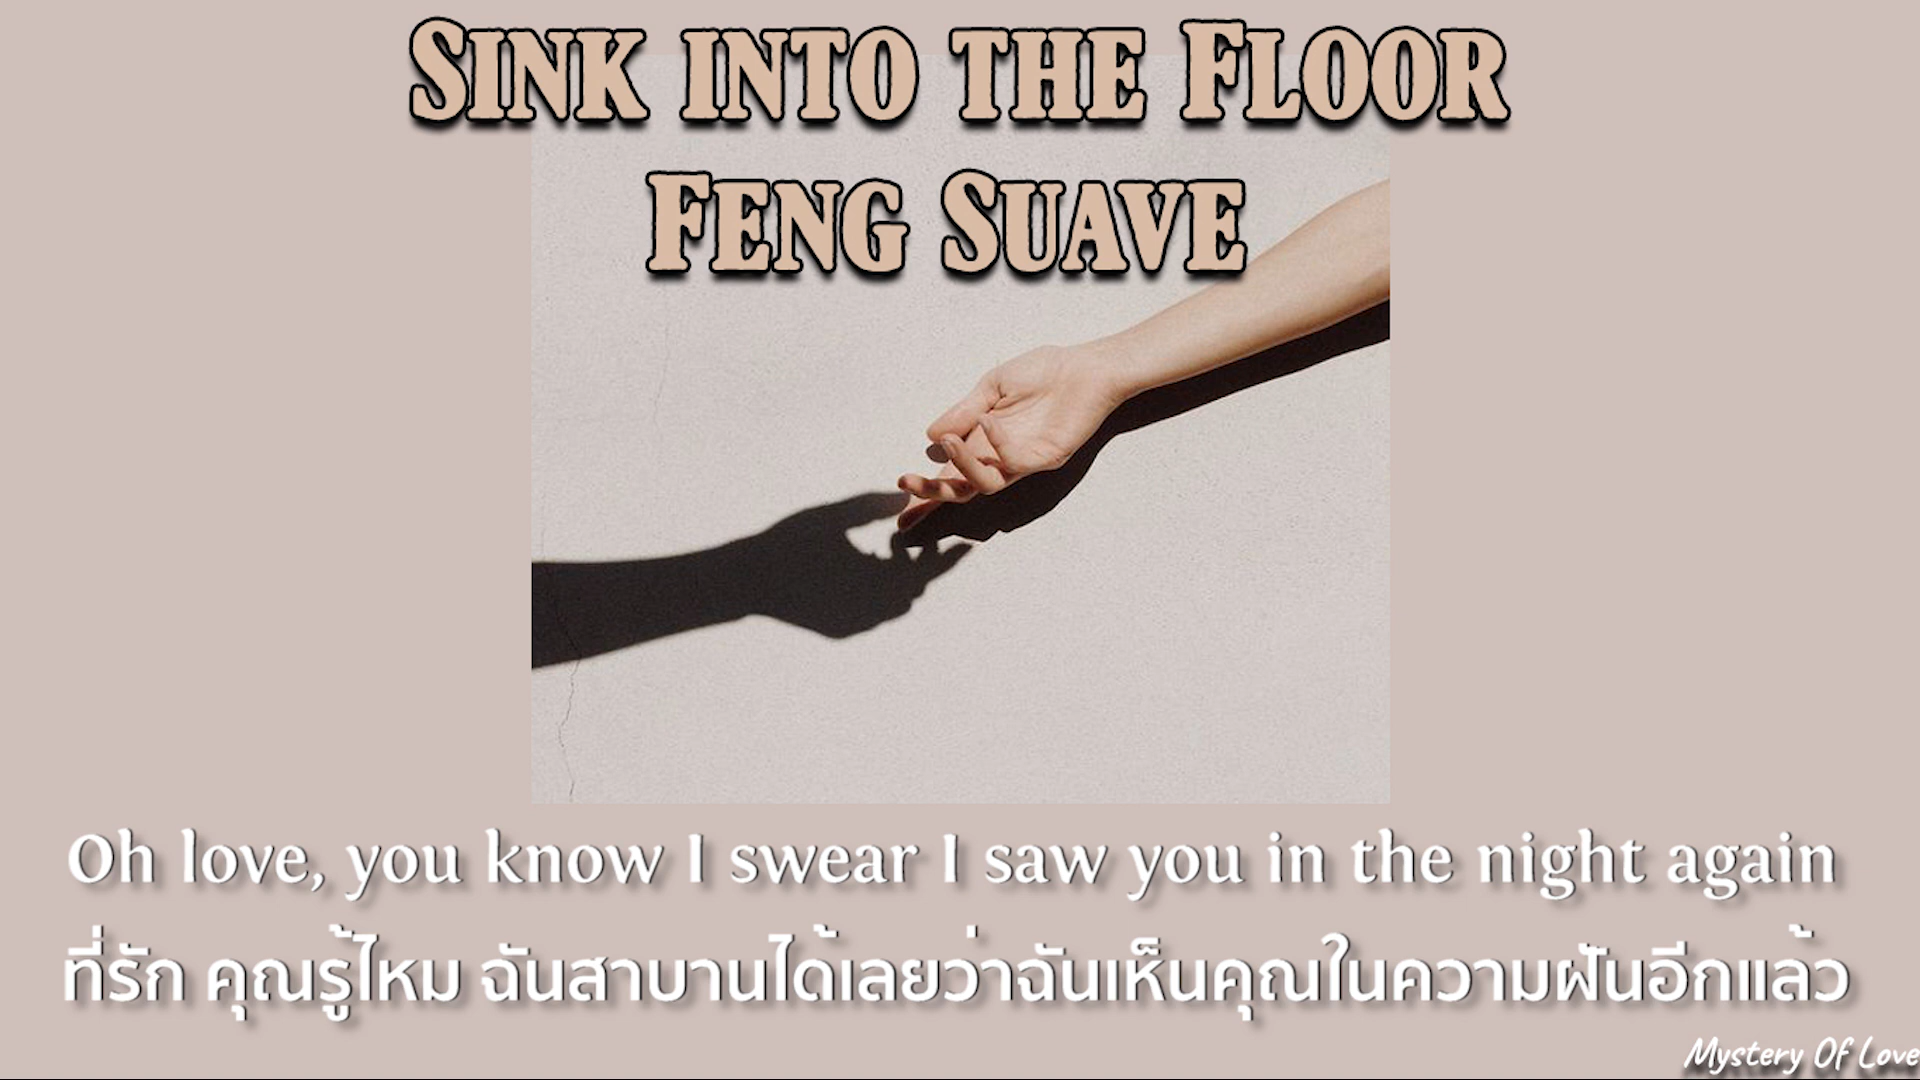 SINK INTO THE FLOOR
FENG SUAVE
Oh love, you know I swear I saw you in the night again
ที่รัก คุณรู้ไหม ฉันสาบานได้เลยว่าฉันเห็นคุณในความฝันอีกแล้ว
Mystery Of Love